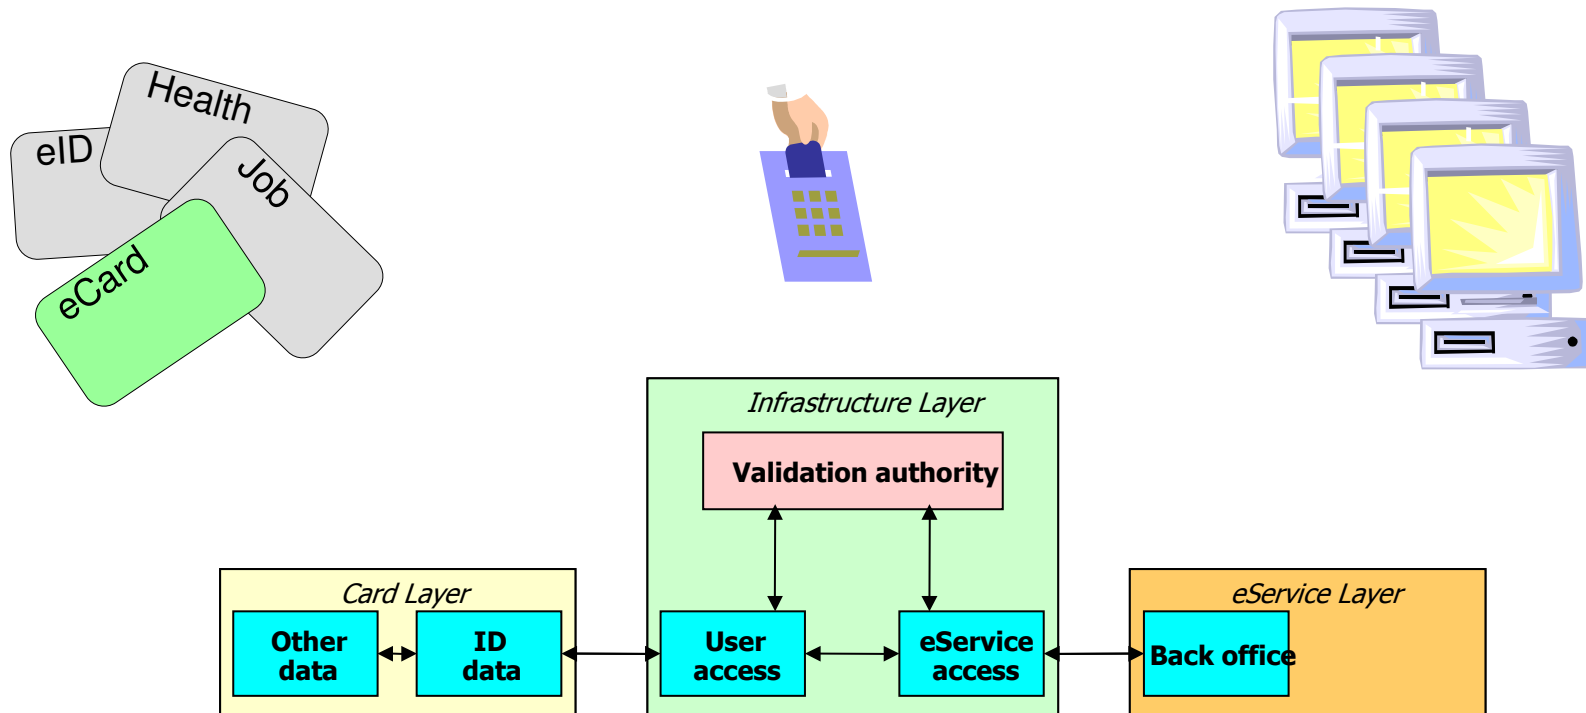 Health
eID
Job
eCard
Infrastructure Layer
Validation authority
Card Layer
Other
data
ID
data
User
access
eService
access
eService Layer
Back office